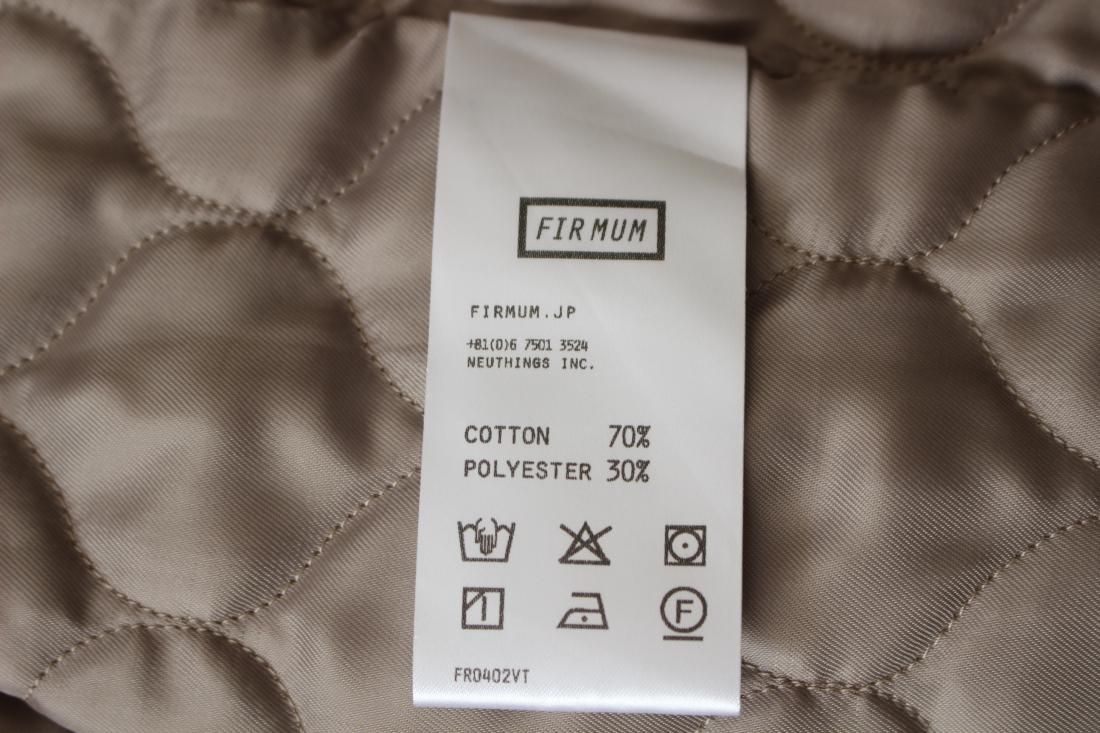 FIRMUM
FIRMUM.JP
+81(0)6 7501 3524
NEUTHINGS INC.
COTTON 70%
POLYESTER 30%
F
FR0402VT